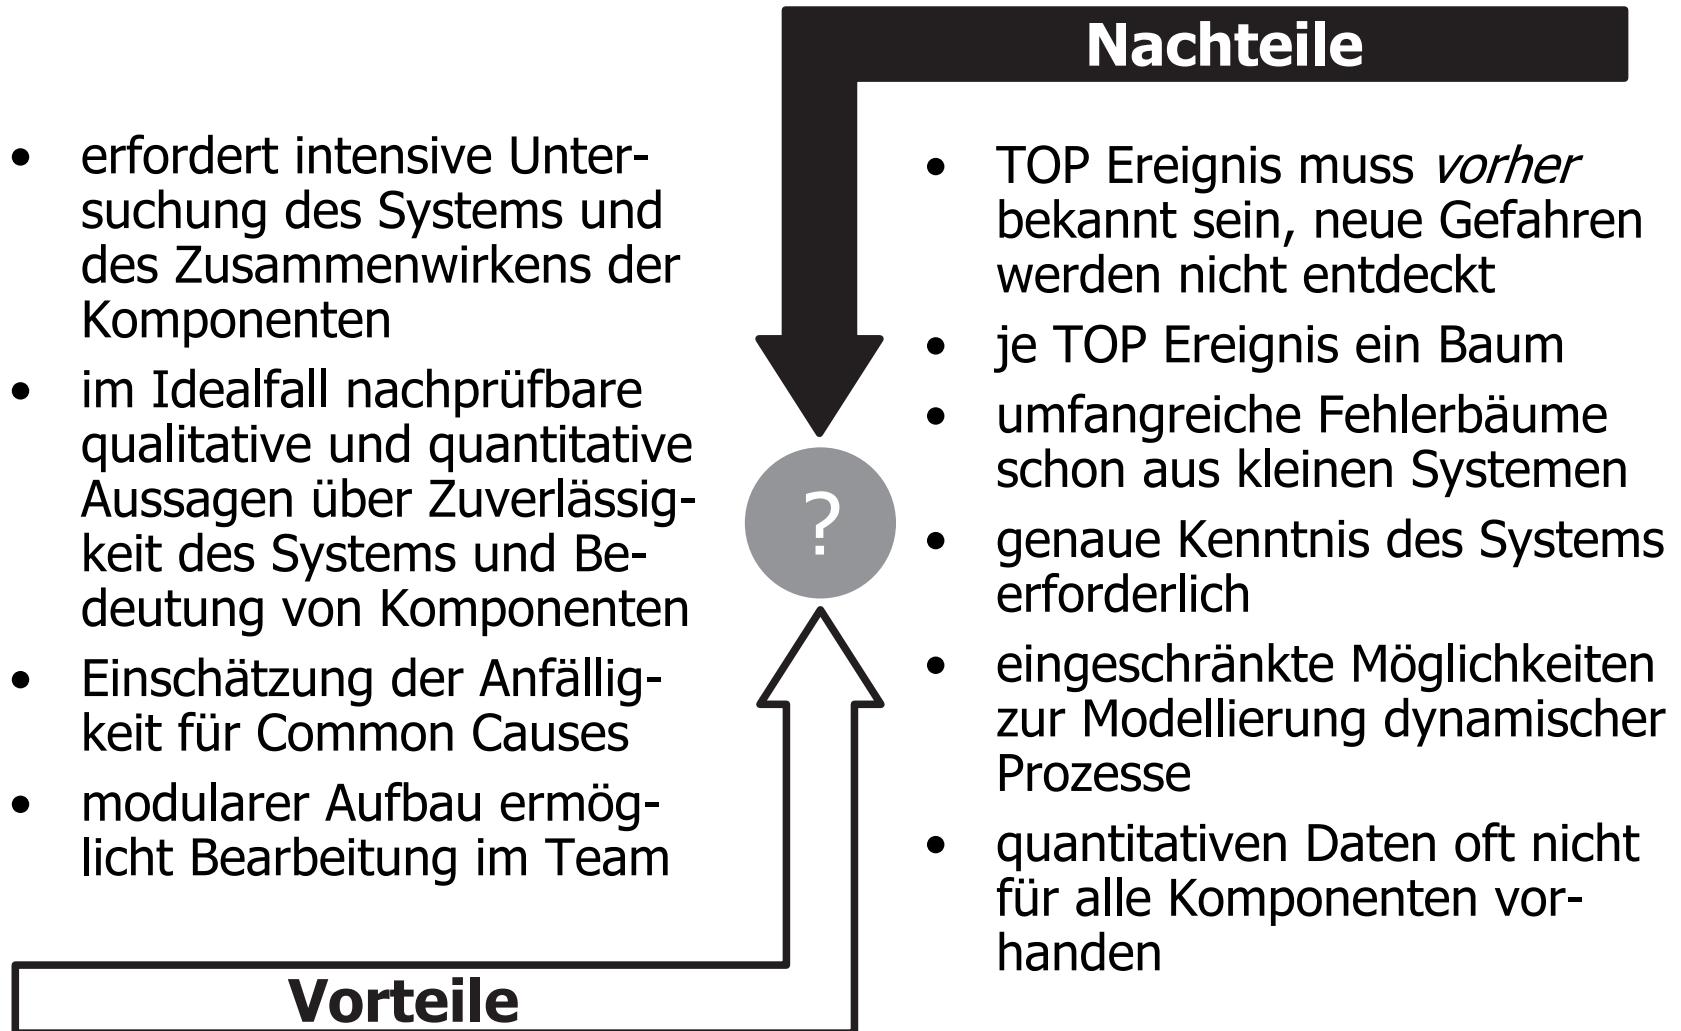 Nachteile
• erfordert intensive Unter-
suchung des Systems und
des Zusammenwirkens der
Komponenten
• im Idealfall nachprüfbare
qualitative und quantitative
Aussagen über Zuverlässig-
keit des Systems und Be-
deutung von Komponenten
• Einschätzung der Anfällig-
keit für Common Causes
• modularer Aufbau ermög-
licht Bearbeitung im Team
Vorteile
?
• TOP Ereignis muss vorher
bekannt sein, neue Gefahren
werden nicht entdeckt
• je TOP Ereignis ein Baum
• umfangreiche Fehlerbäume
schon aus kleinen Systemen
• genaue Kenntnis des Systems
erforderlich
• eingeschränkte Möglichkeiten
zur Modellierung dynamischer
Prozesse
• quantitativen Daten oft nicht
für alle Komponenten vor-
handen